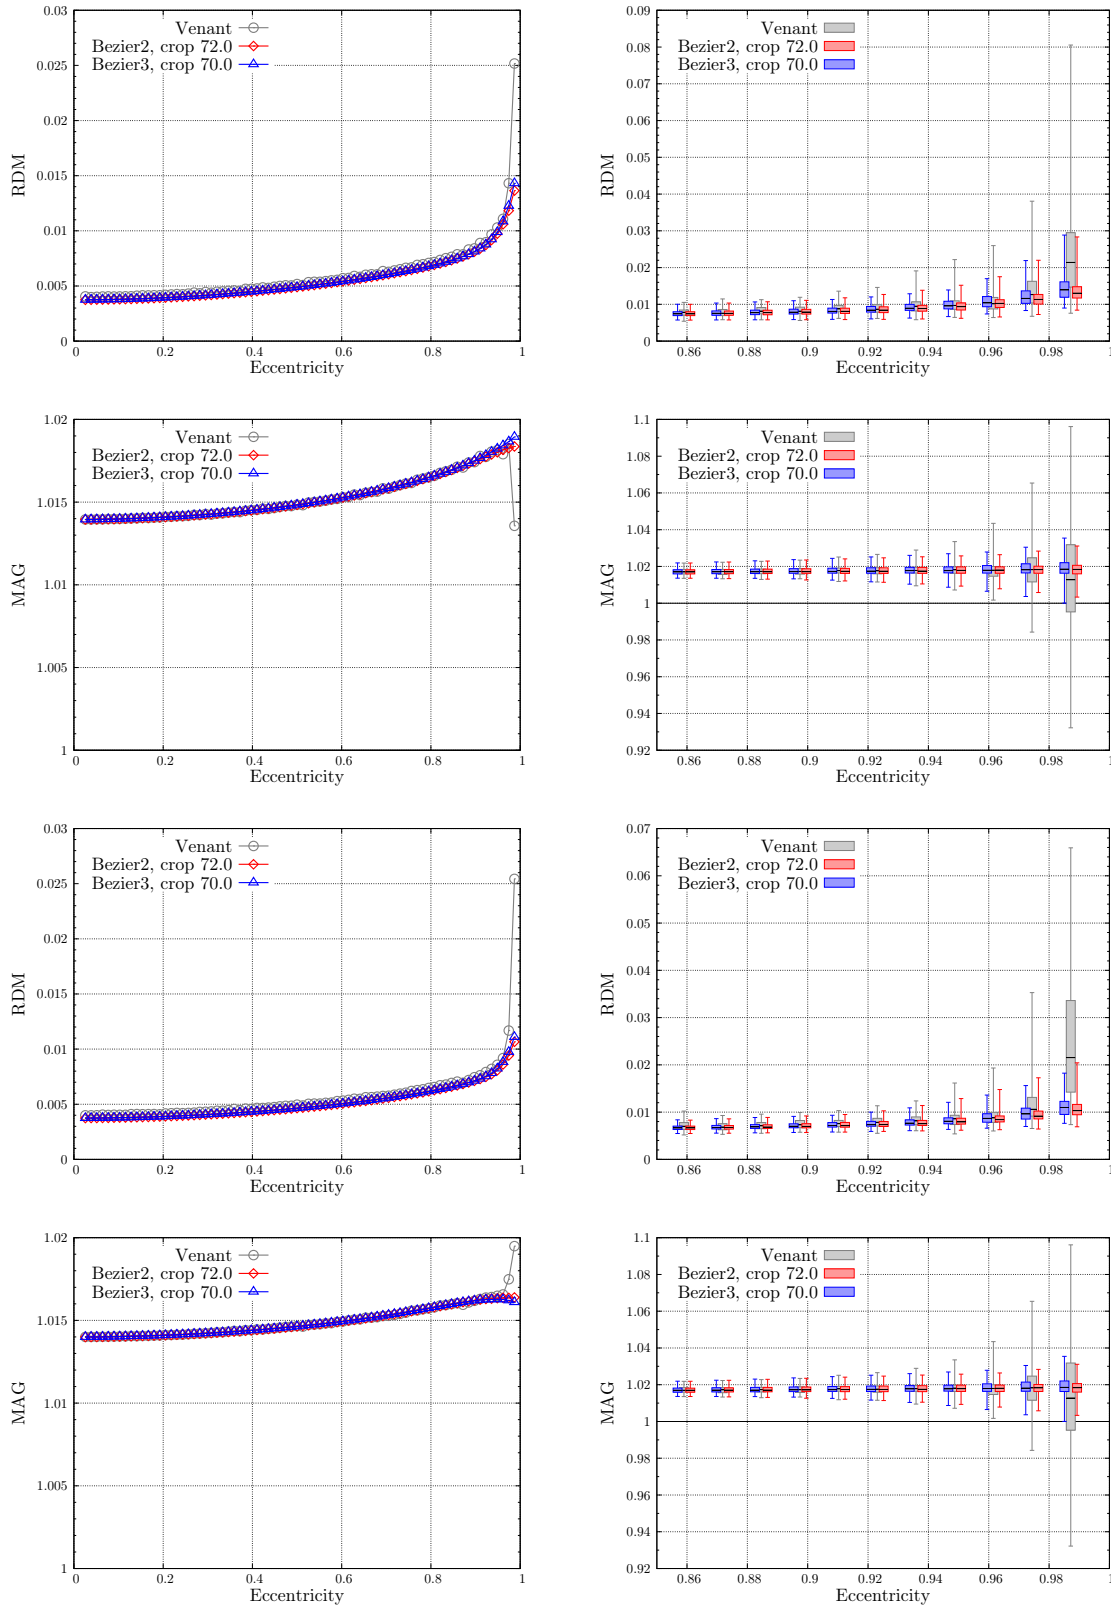 0.03
0.025
0.02
0.015
0.01
0.005
0
RDM
Venant
Bezier2, crop 72.0
Bezier3, crop 70.0
0 0.2 0.4 0.6 0.8 1
Eccentricity
0.09
0.08
0.07
0.06
0.05
0.04
0.03
0.02
0.01
0
RDM
Venant
Bezier2, crop 72.0
Bezier3, crop 70.0
0.86 0.88 0.9 0.92 0.94 0.96 0.98 1
Eccentricity
1.02
1.015
1.01
1.005
1
MAG
Venant
Bezier2, crop 72.0
Bezier3, crop 70.0
0 0.2 0.4 0.6 0.8 1
Eccentricity
1.1
1.08
1.06
1.04
1.02
1
0.98
0.96
0.94
0.92
MAG
Venant
Bezier2, crop 72.0
Bezier3, crop 70.0
0.86 0.88 0.9 0.92 0.94 0.96 0.98 1
Eccentricity
0.03
0.025
0.02
0.015
0.01
0.005
0
RDM
Venant
Bezier2, crop 72.0
Bezier3, crop 70.0
0 0.2 0.4 0.6 0.8 1
Eccentricity
0.07
0.06
0.05
0.04
0.03
0.02
0.01
0
RDM
Venant
Bezier2, crop 72.0
Bezier3, crop 70.0
0.86 0.88 0.9 0.92 0.94 0.96 0.98 1
Eccentricity
1.02
1.015
1.01
1.005
1
MAG
Venant
Bezier2, crop 72.0
Bezier3, crop 70.0
0 0.2 0.4 0.6 0.8 1
Eccentricity
1.1
1.08
1.06
1.04
1.02
1
0.98
0.96
0.94
0.92
MAG
Venant
Bezier2, crop 72.0
Bezier3, crop 70.0
0.86 0.88 0.9 0.92 0.94 0.96 0.98 1
Eccentricity